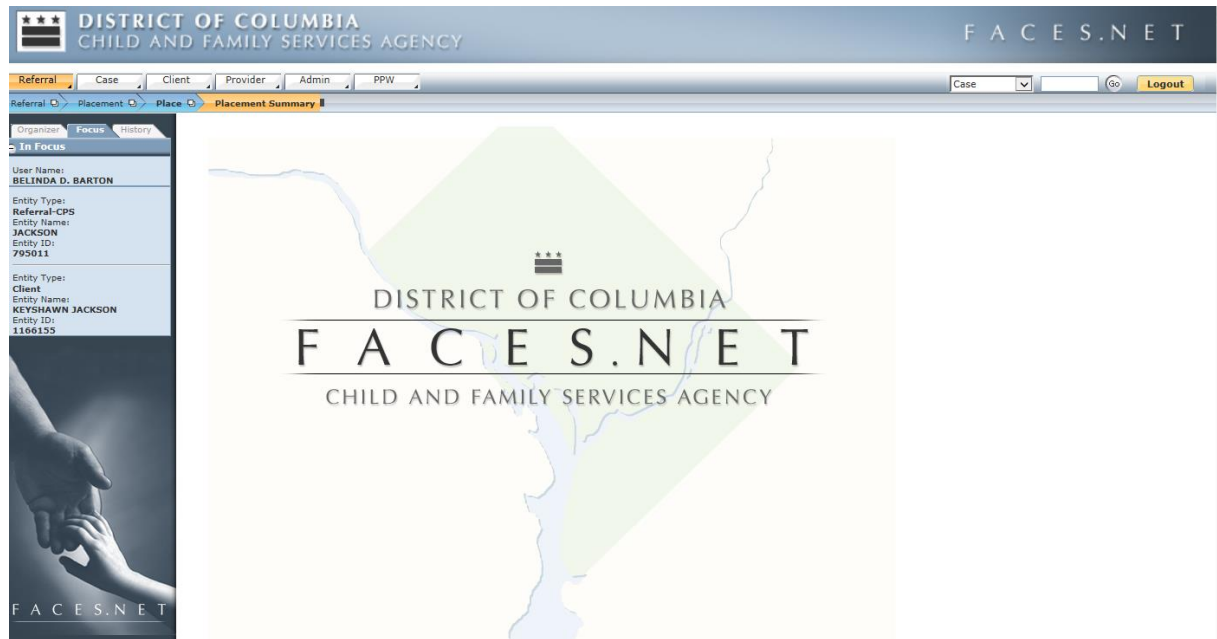 DISTRICT OF COLUMBIA
CHILD AND FAMILY SERVICES AGENCY
FACES.NET
Referral Case Client Provider Admin PPW
Case Go Logout
Referral Placement Place Placement Summary
Organizer Focus History
In Focus
User Name:
BELINDA D. BARTON
Entity Type:
Referral-CPS
Entity Name:
JACKSON
Entity ID:
795011
Entity Type:
Client
Entity Name:
KEYSHAWN JACKSON
Entity ID:
1166155
DISTRICT OF COLUMBIA
FACES.NET
CHILD AND FAMILY SERVICES AGENCY
FACES.NET